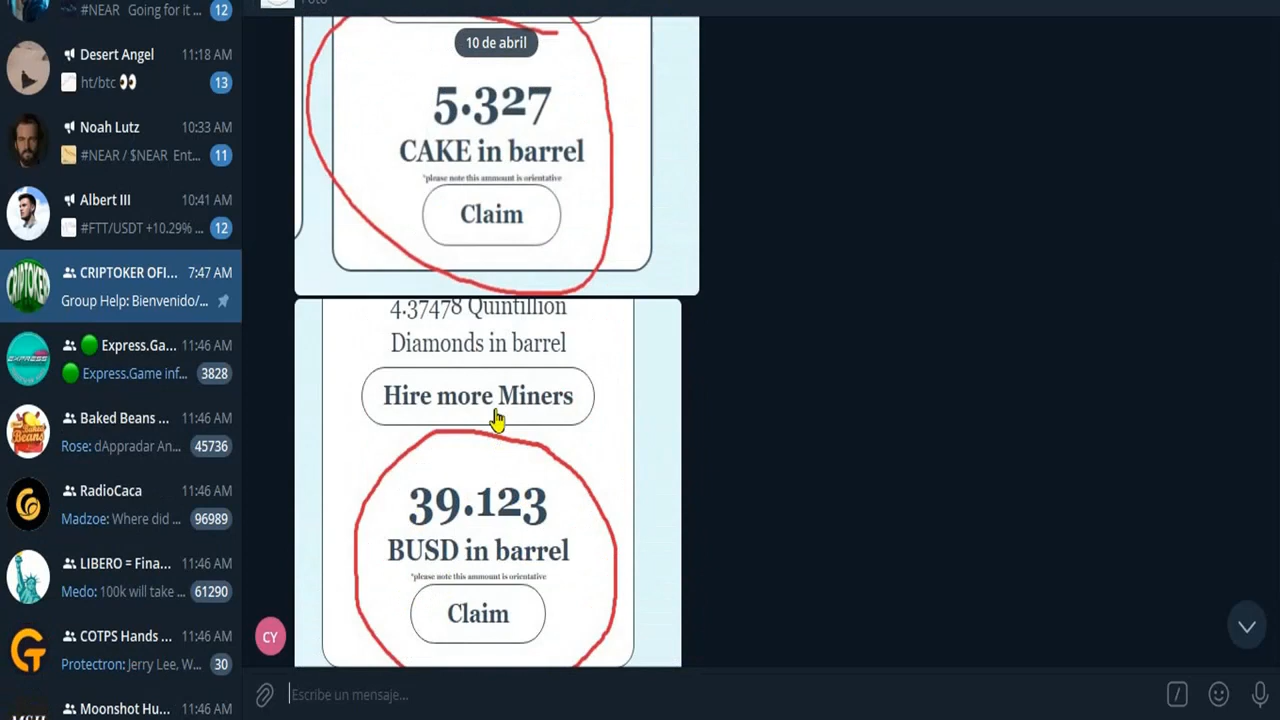 #NEAR Going for it ...
12
Desert Angel
11:18 AM
ht/btc 👀
13
Noah Lutz
10:33 AM
#NEAR / $NEAR Ent...
11
Albert III
10:41 AM
#FTT/USDT +10.29% ...
12
CRIPTOKER
CRIPTOKER OFI...
7:47 AM
Group Help: Bienvenido/...
EXPRESS
Express.Ga...
11:46 AM
Express.Game inf...
3828
Baked Beans
Baked Beans ...
11:46 AM
Rose: dAppradar An...
45736
RadioCaca
11:46 AM
Madzoe: Where did ...
96989
LIBERO = Fina...
11:46 AM
Medo: 100k will take ...
61290
COTPS Hands ...
11:46 AM
Protectron: Jerry Lee, W...
30
Moonshot Hu...
11:46 AM
Foto
10 de abril
5.327
CAKE in barrel
*please note this ammount is orientative
Claim
4.37478 Quintillion
Diamonds in barrel
Hire more Miners
39.123
BUSD in barrel
*please note this ammount is orientative
Claim
CY
Escribe un mensaje...